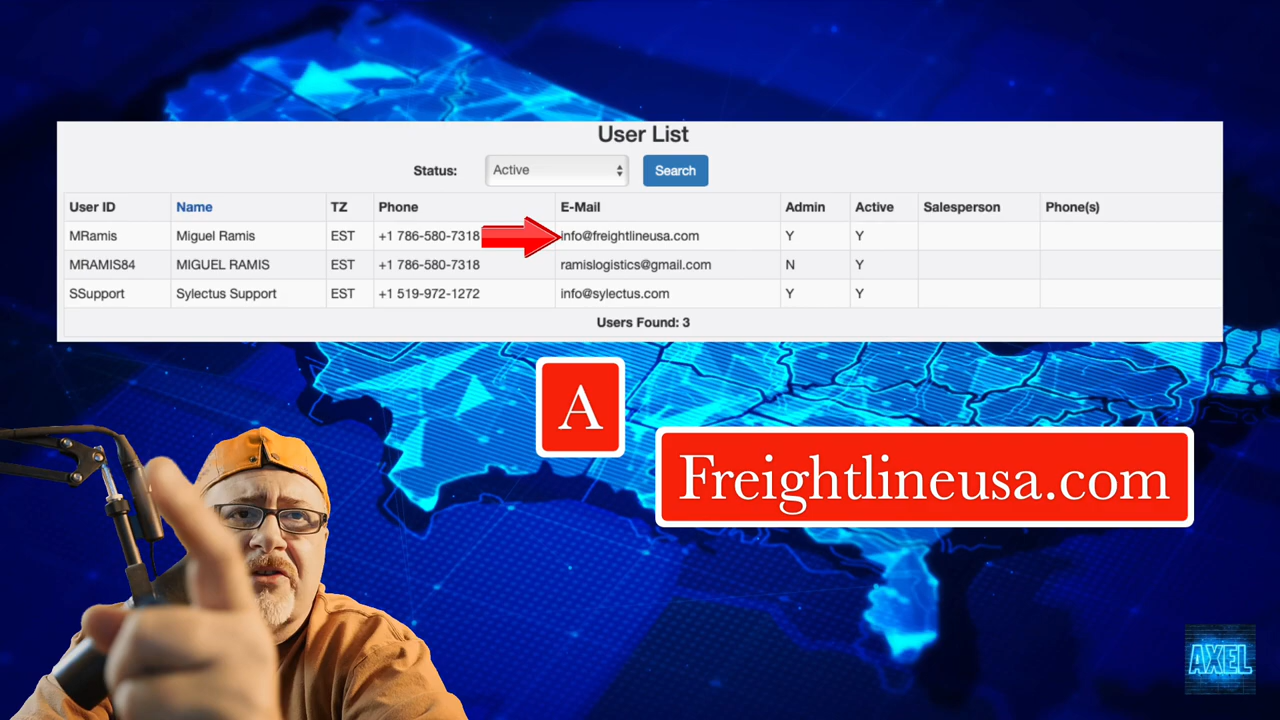 User List
Status: Active Search
User ID Name TZ Phone E-Mail Admin Active Salesperson Phone(s)
MRamis Miguel Ramis EST +1 786-580-7318 info@freightlineusa.com Y Y
MRAMIS84 MIGUEL RAMIS EST +1 786-580-7318 ramislogistics@gmail.com N Y
SSupport Sylectus Support EST +1 519-972-1272 info@sylectus.com Y Y
Users Found: 3
A
Freightlineusa.com
AXEL